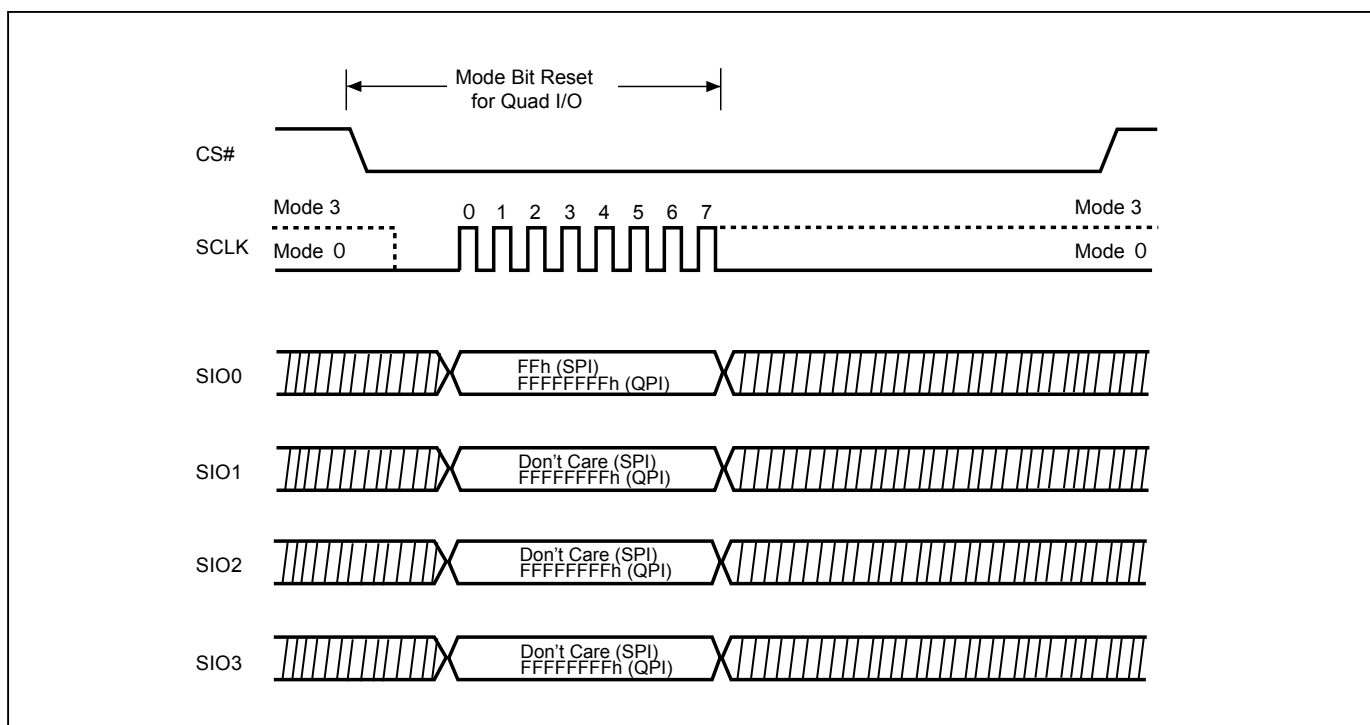 Mode Bit Reset
for Quad I/O
CS#
Mode 3
0 1 2 3 4 5 6 7
Mode 3
SCLK
Mode 0
Mode 0
SIO0
FFh (SPI)
FFFFFFFFh (QPI)
SIO1
Don't Care (SPI)
FFFFFFFFh (QPI)
SIO2
Don't Care (SPI)
FFFFFFFFh (QPI)
SIO3
Don't Care (SPI)
FFFFFFFFh (QPI)